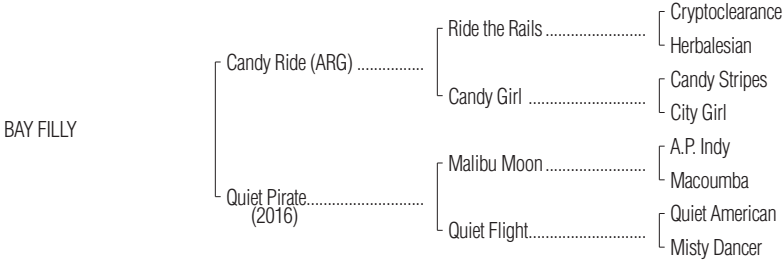 Cryptoclearance
Ride the Rails ........................
Herbalesian
Candy Ride (ARG) ................
Candy Stripes
Candy Girl ............................
City Girl
BAY FILLY
A.P. Indy
Malibu Moon ........................
Macoumba
Quiet Pirate............................
(2016)
Quiet American
Quiet Flight............................
Misty Dancer